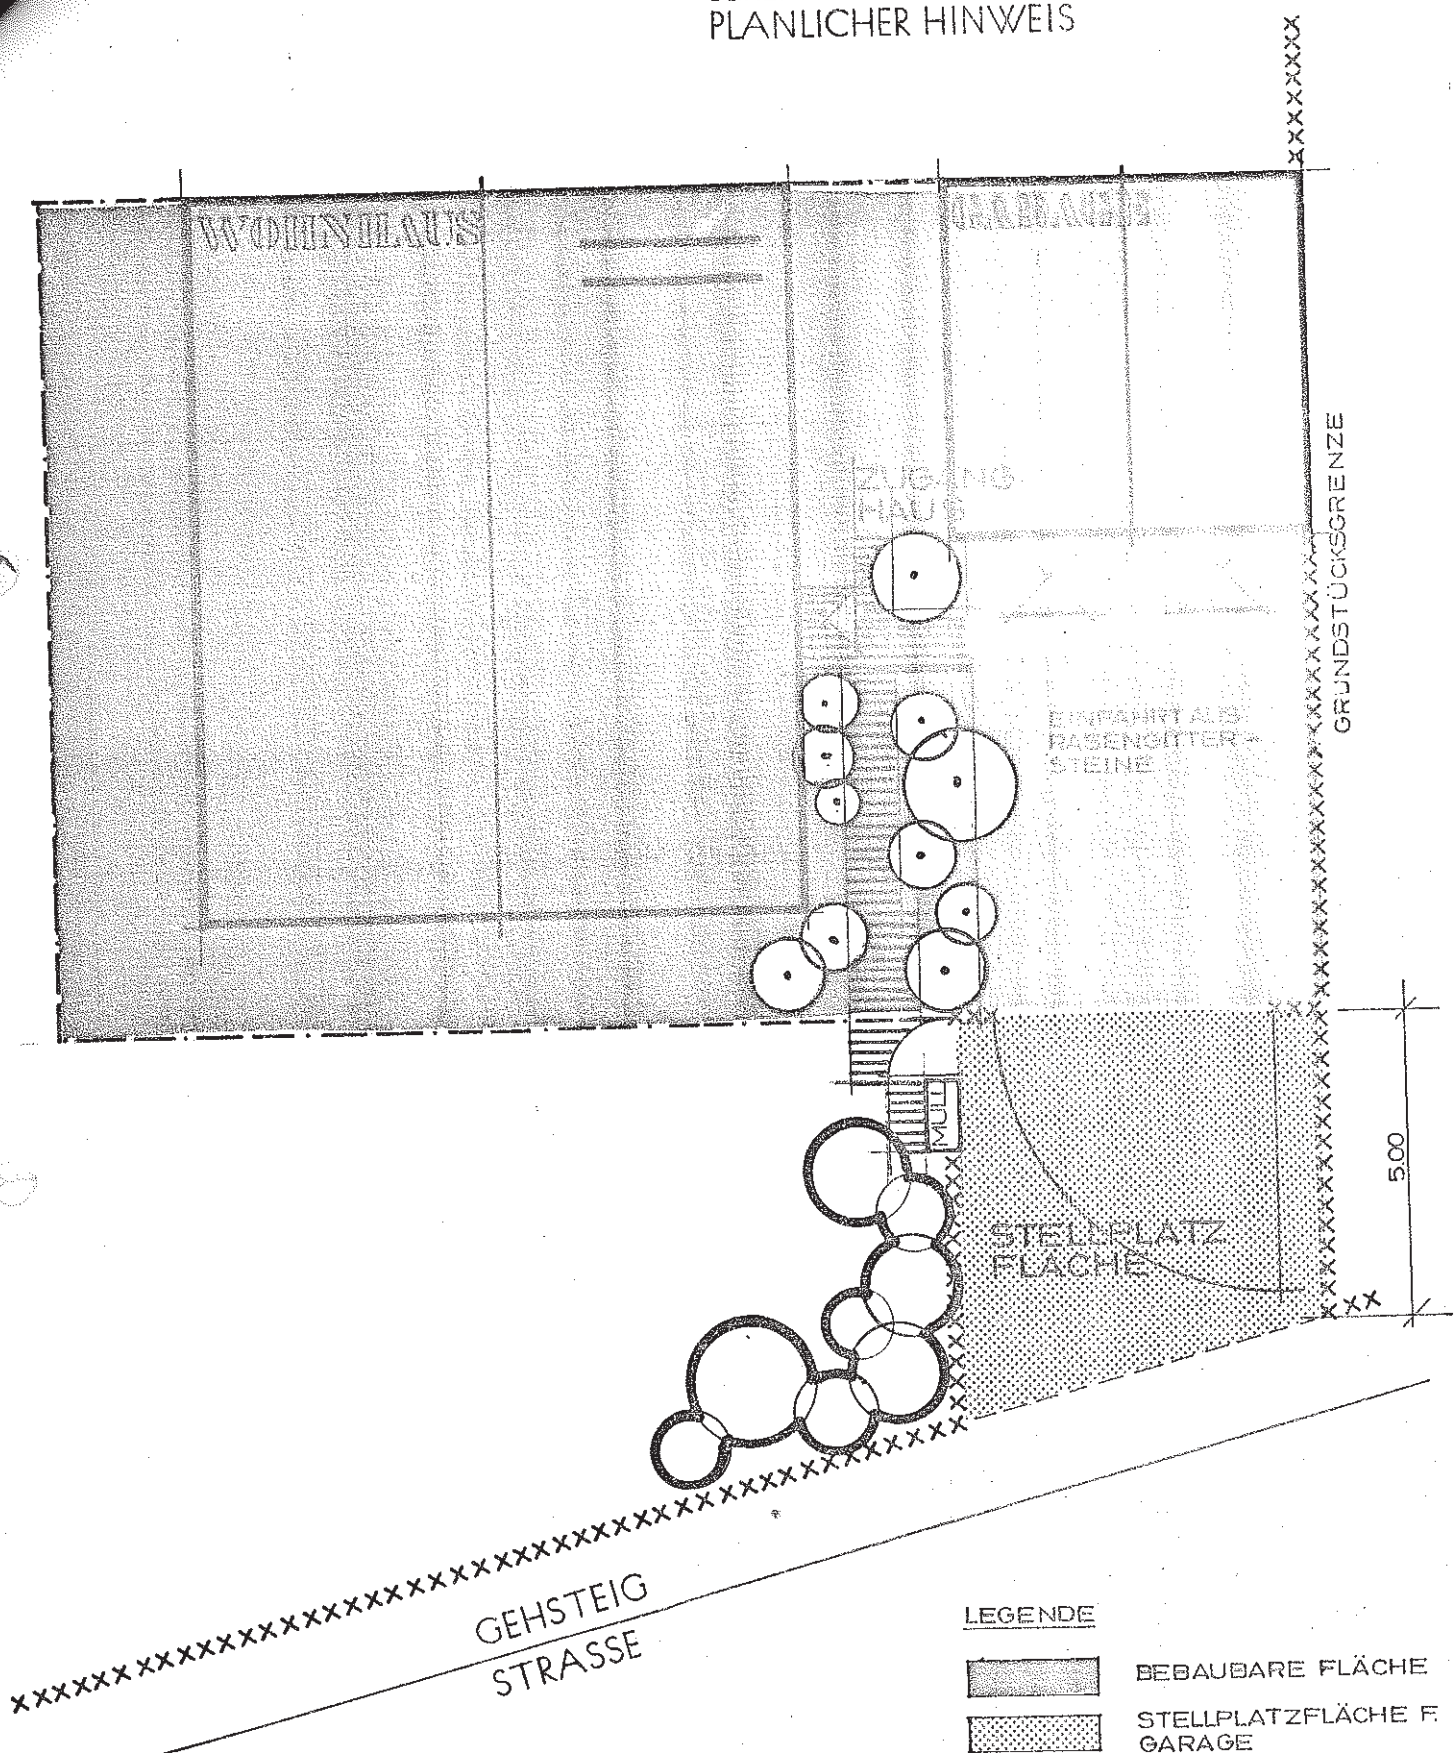 PLANLICHER HINWEIS
WOHNHAUS
ZUGANG
HAUS
GRUNDSTÜCKSGRENZE
EINFAHRT AUS
RASENGITTER-
STEINE
MÜLL
5.00
STELLPLATZ
FLÄCHE
GEHSTEIG
STRASSE
LEGENDE
BEBAUBARE FLÄCHE
STELLPLATZFLÄCHE F.
GARAGE